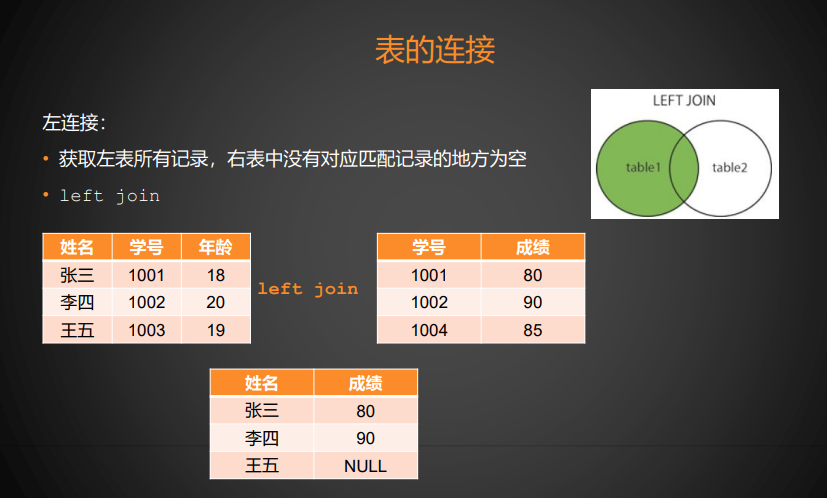 表的连接
LEFT JOIN
table1 table2
左连接：
• 获取左表所有记录，右表中没有对应匹配记录的地方为空
• left join
姓名 学号 年龄
张三 1001 18
李四 1002 20
王五 1003 19
left join
学号 成绩
1001 80
1002 90
1004 85
姓名 成绩
张三 80
李四 90
王五 NULL